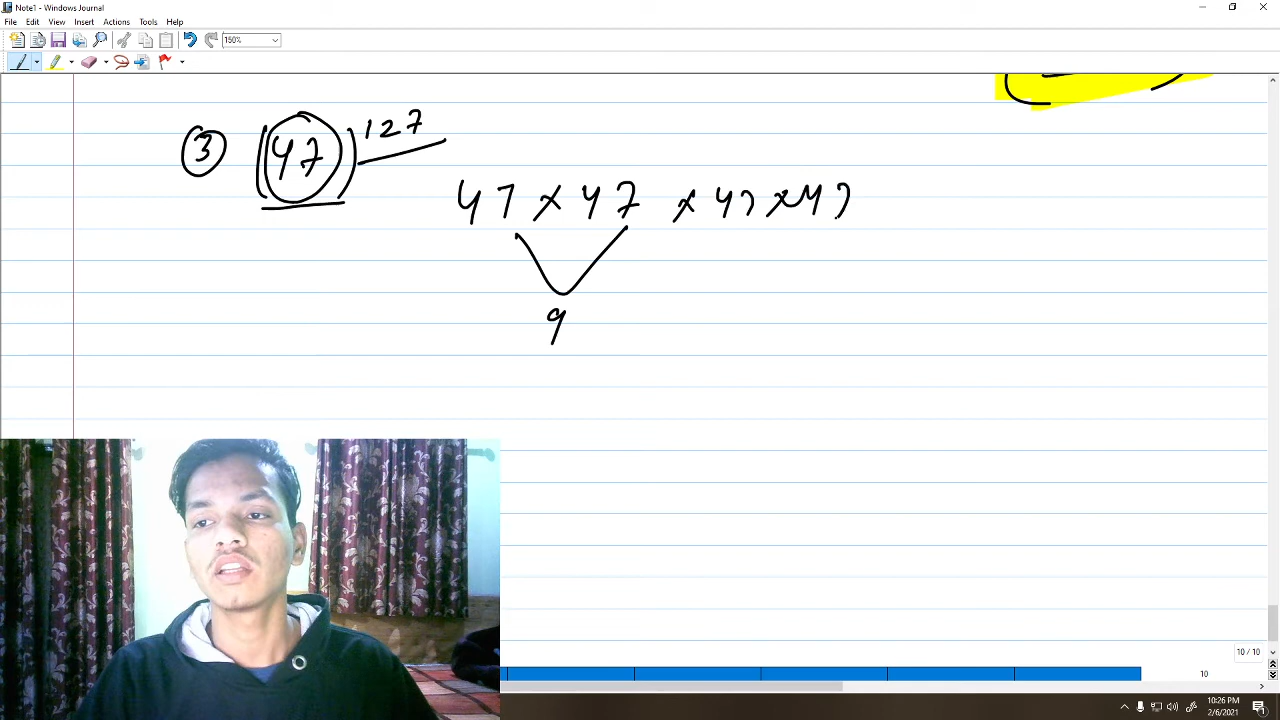 Note1 - Windows Journal
File Edit View Insert Actions Tools Help
150%
3 (47)127
47 × 47 × 47 × 47
9
10 / 10
10
10:26 PM
2/6/2021
1